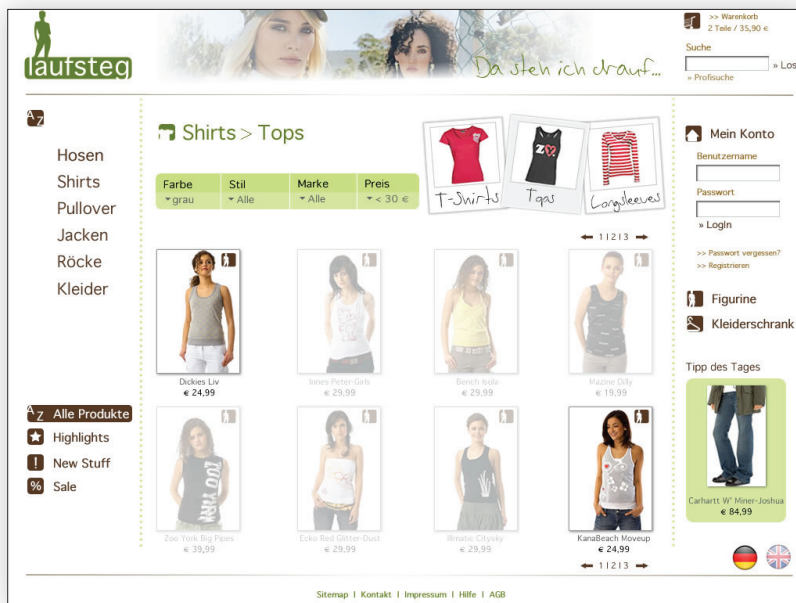 laufsteg
Da steh ich drauf...
>> Warenkorb
2 Teile / 35,90 €
Suche
» Los
» Profisuche
A Z
Hosen
Shirts
Pullover
Jacken
Röcke
Kleider
A Z Alle Produkte
Highlights
! New Stuff
% Sale
Shirts > Tops
Farbe Stil Marke Preis
grau Alle Alle < 30 €
T-Shirts
Tops
Longsleeves
1 | 2 | 3
Dickies Liv
€ 24,99
Innes Peter-Girls
€ 29,99
Bench Isola
€ 29,99
Mazine Dilly
€ 19,99
ZOO YORK
Zoo York Big Pipes
€ 39,99
Ecko Red Glitter-Dust
€ 29,99
Citysky
€ 29,99
KanaBeach Moveup
€ 24,99
1 | 2 | 3
Mein Konto
Benutzername
Passwort
» LogIn
>> Passwort vergessen?
>> Registrieren
Figurine
Kleiderschrank
Tipp des Tages
Carhartt W' Miner-Joshua
€ 84,99
Sitemap | Kontakt | Impressum | Hilfe | AGB